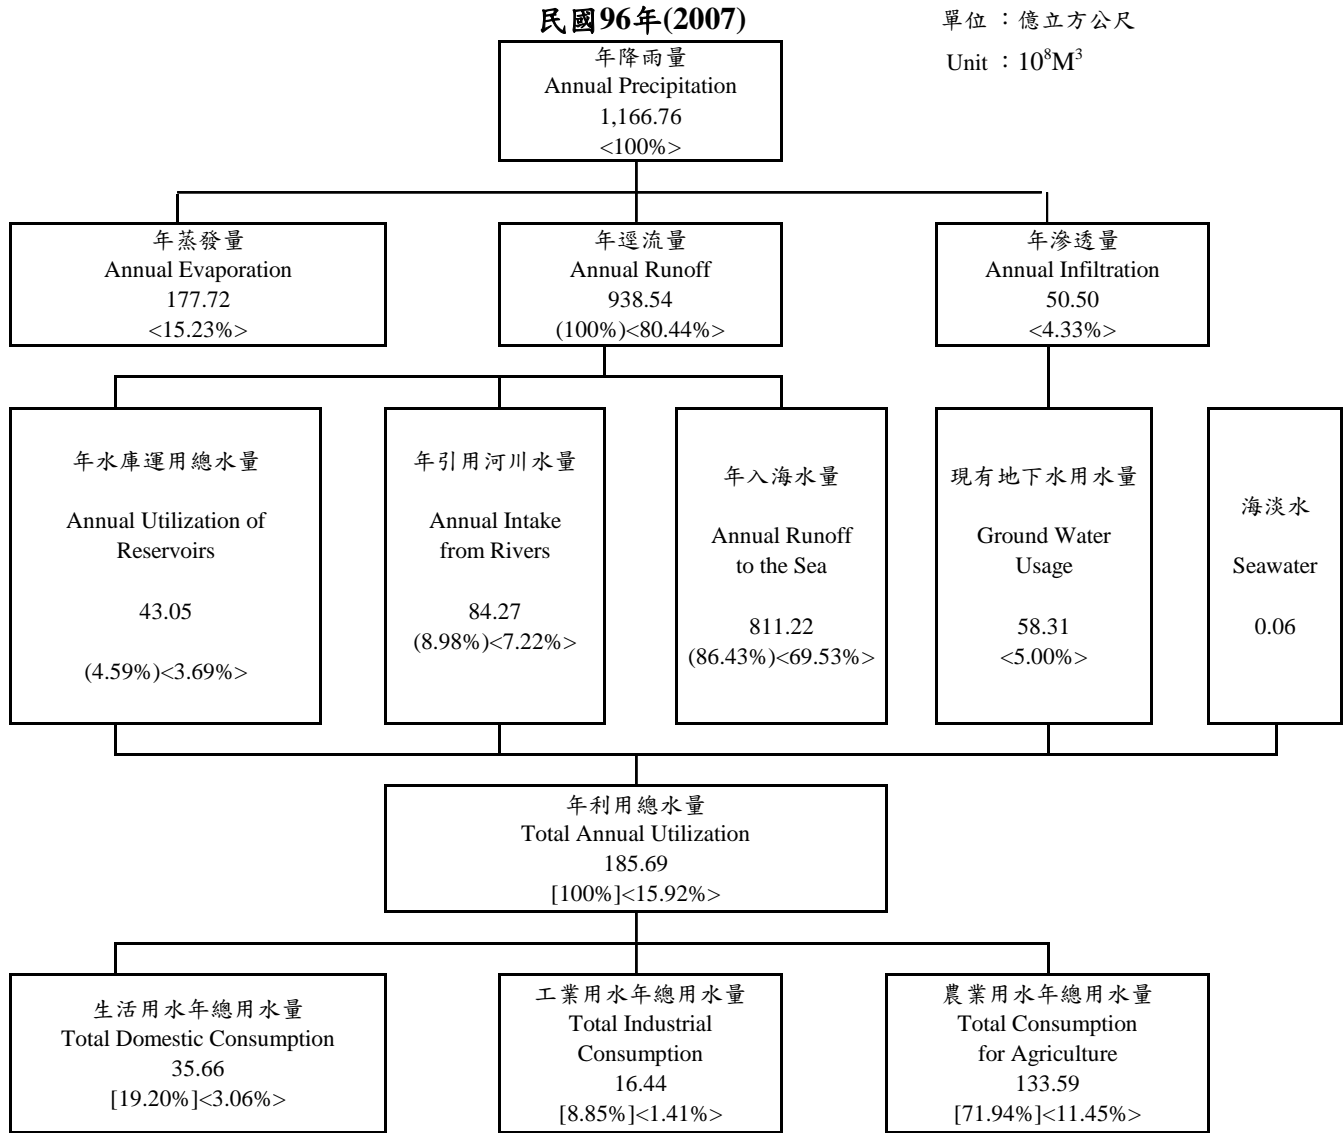 民國96年(2007)
單位：億立方公尺
Unit：10⁸M³
年降雨量
Annual Precipitation
1,166.76
<100%>
年蒸發量
Annual Evaporation
177.72
<15.23%>
年逕流量
Annual Runoff
938.54
(100%)<80.44%>
年滲透量
Annual Infiltration
50.50
<4.33%>
年水庫運用總水量
Annual Utilization of
Reservoirs
43.05
(4.59%)<3.69%>
年引用河川水量
Annual Intake
from Rivers
84.27
(8.98%)<7.22%>
年入海水量
Annual Runoff
to the Sea
811.22
(86.43%)<69.53%>
現有地下水用水量
Ground Water
Usage
58.31
<5.00%>
海淡水
Seawater
0.06
年利用總水量
Total Annual Utilization
185.69
[100%]<15.92%>
生活用水年總用水量
Total Domestic Consumption
35.66
[19.20%]<3.06%>
工業用水年總用水量
Total Industrial
Consumption
16.44
[8.85%]<1.41%>
農業用水年總用水量
Total Consumption
for Agriculture
133.59
[71.94%]<11.45%>